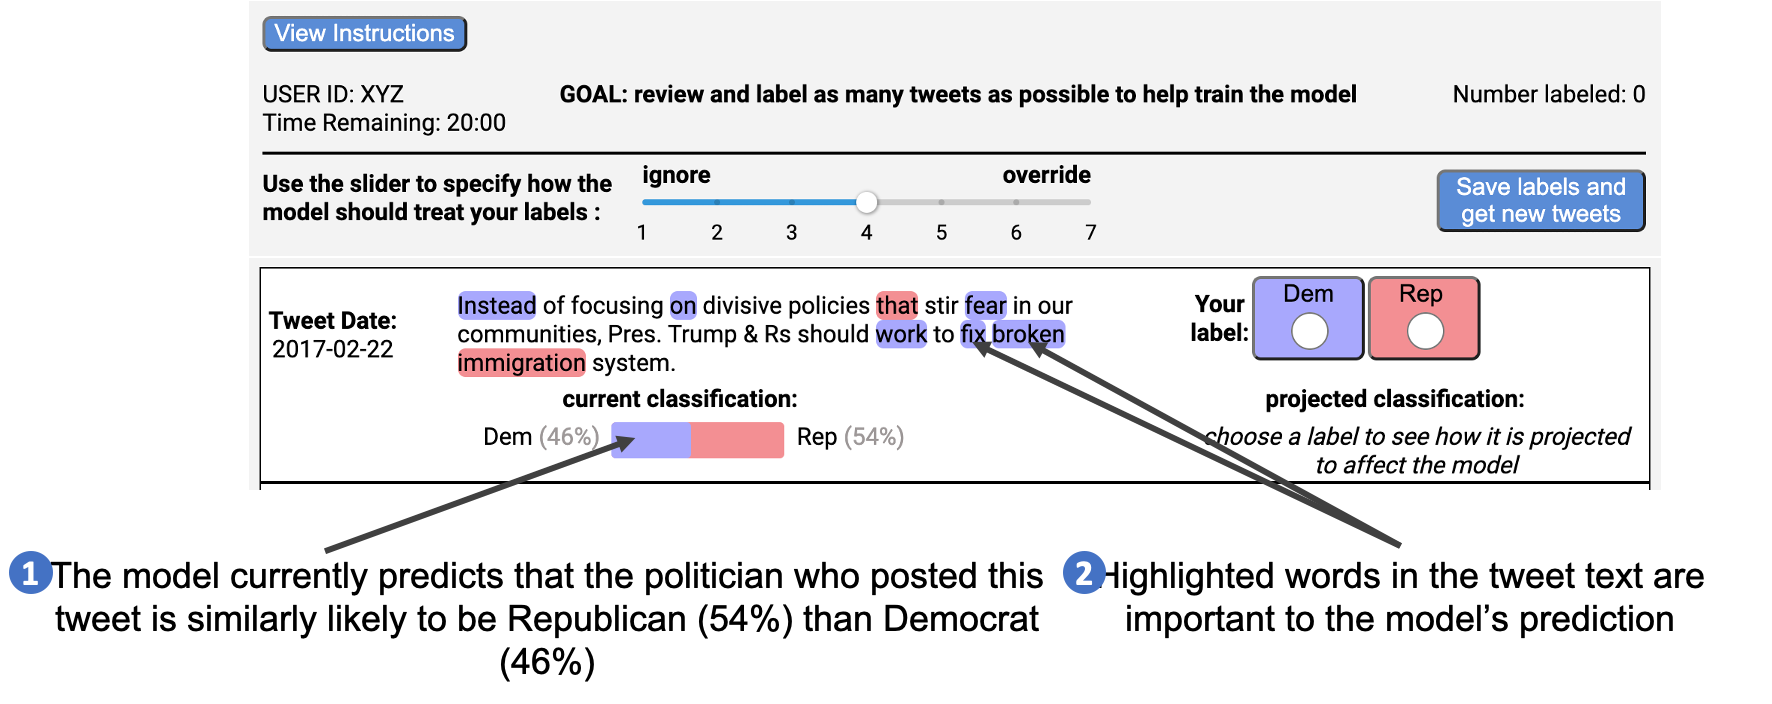 View Instructions
USER ID: XYZ
GOAL: review and label as many tweets as possible to help train the model
Number labeled: 0
Time Remaining: 20:00
Use the slider to specify how the
model should treat your labels :
ignore
override
1 2 3 4 5 6 7
Save labels and
get new tweets
Tweet Date:
2017-02-22
Instead of focusing on divisive policies that stir fear in our
communities, Pres. Trump & Rs should work to fix broken
immigration system.
current classification:
Dem (46%)
Rep (54%)
Your
label:
Dem
Rep
projected classification:
choose a label to see how it is projected
to affect the model
1
The model currently predicts that the politician who posted this
tweet is similarly likely to be Republican (54%) than Democrat
(46%)
2
Highlighted words in the tweet text are
important to the model’s prediction